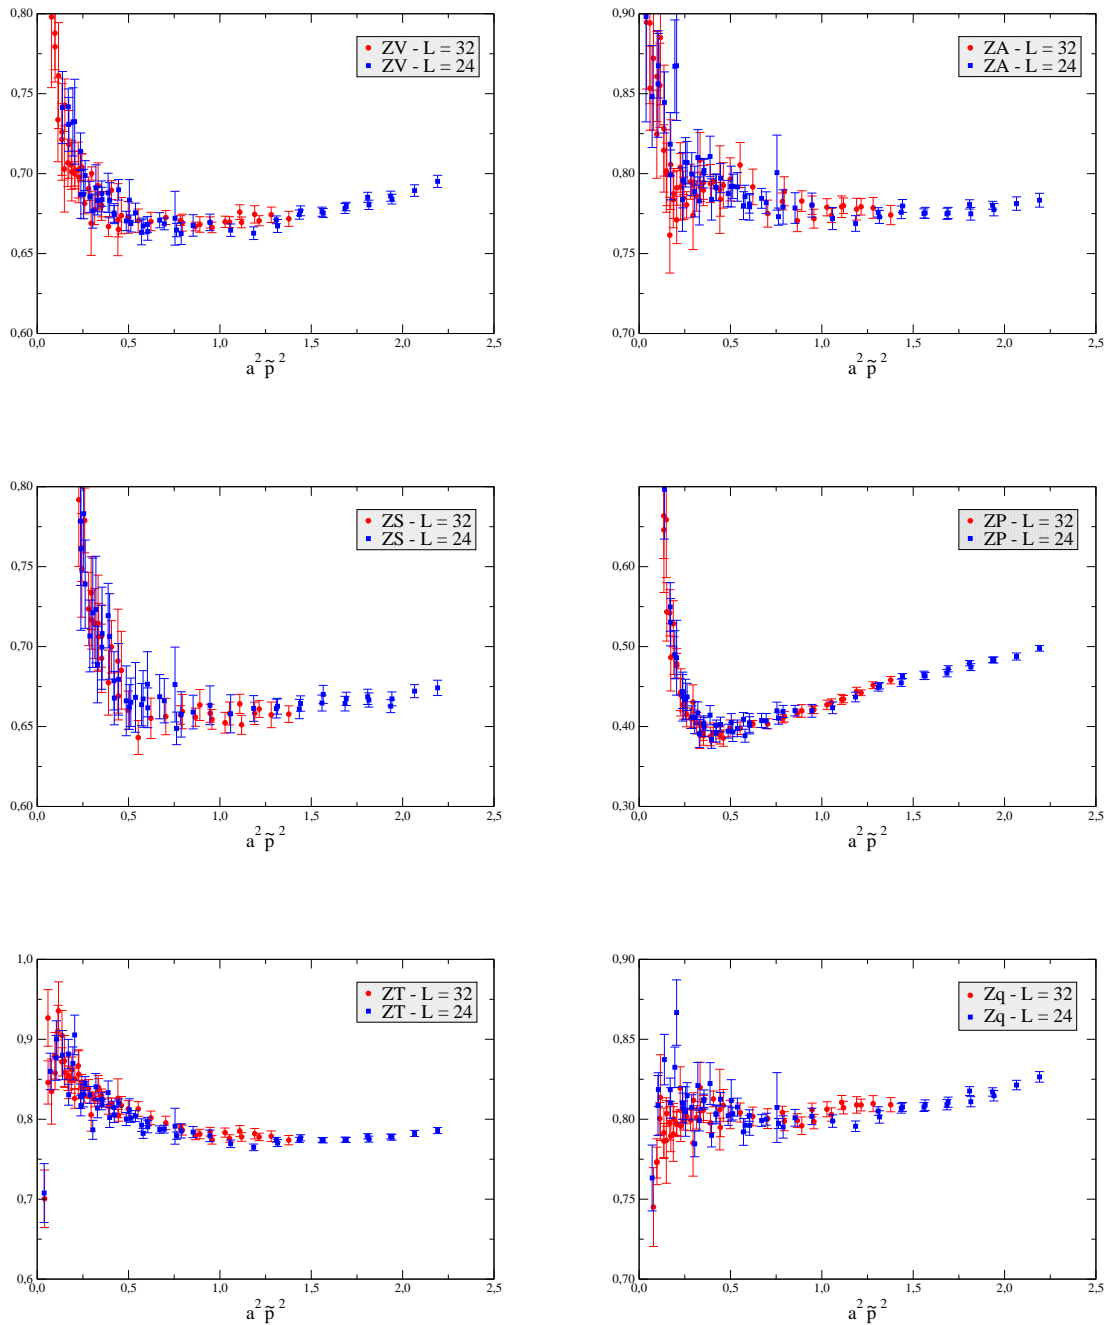 0,80
0,75
0,70
0,65
0,60
0,0 0,5 1,0 1,5 2,0 2,5
a² p̃²
ZV - L = 32
ZV - L = 24
0,90
0,85
0,80
0,75
0,70
0,0 0,5 1,0 1,5 2,0 2,5
a² p̃²
ZA - L = 32
ZA - L = 24
0,80
0,75
0,70
0,65
0,60
0,0 0,5 1,0 1,5 2,0 2,5
a² p̃²
ZS - L = 32
ZS - L = 24
0,60
0,50
0,40
0,30
0,0 0,5 1,0 1,5 2,0 2,5
a² p̃²
ZP - L = 32
ZP - L = 24
1,0
0,9
0,8
0,7
0,6
0,0 0,5 1,0 1,5 2,0 2,5
a² p̃²
ZT - L = 32
ZT - L = 24
0,90
0,85
0,80
0,75
0,70
0,0 0,5 1,0 1,5 2,0 2,5
a² p̃²
Zq - L = 32
Zq - L = 24